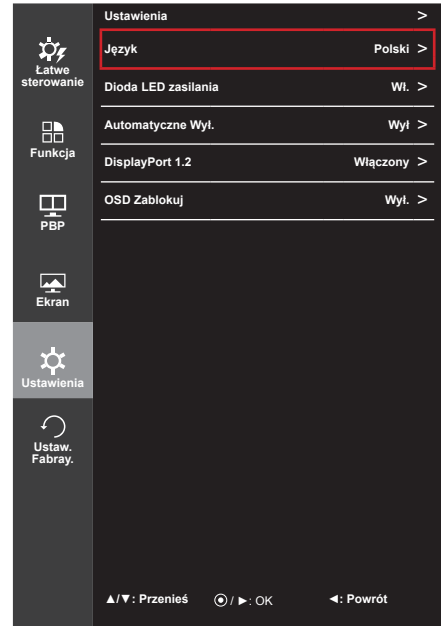 Łatwe
sterowanie
Funkcja
PBP
Ekran
Ustawienia
Ustaw.
Fabray.
Ustawienia >
Język Polski >
Dioda LED zasilania Wł. >
Automatyczne Wył. Wył >
DisplayPort 1.2 Włączony >
OSD Zablokuj Wył. >
▲/▼: Przenieś ◉ / ►: OK ◄: Powrót